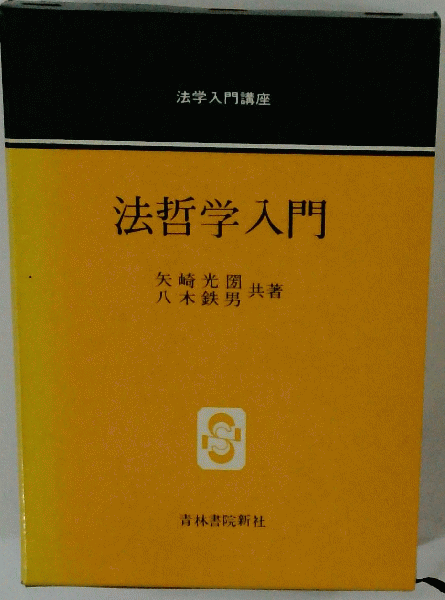 法学入門講座
法哲学入門
矢崎光圀
八木鉄男 共著
青林書院新社